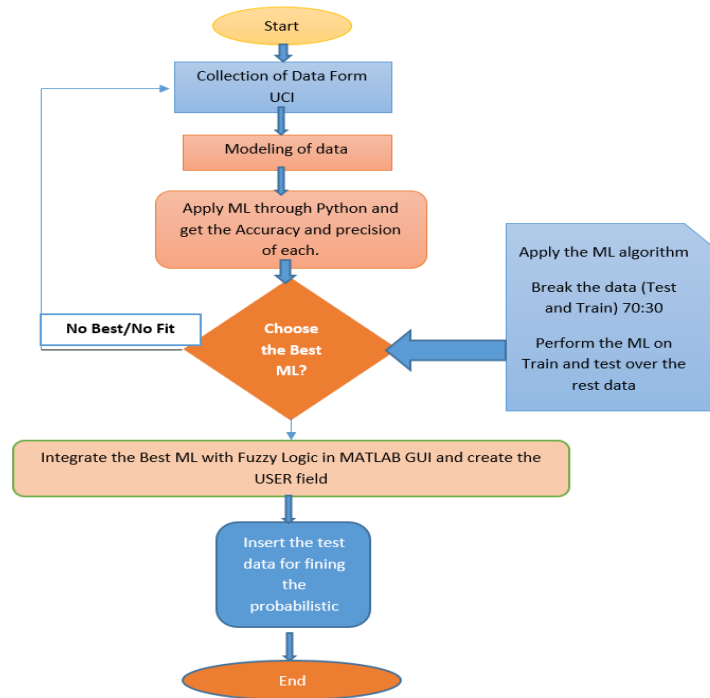 Start
Collection of Data Form
UCI
Modeling of data
Apply ML through Python and
get the Accuracy and precision
of each.
No Best/No Fit
Choose
the Best
ML?
Apply the ML algorithm
Break the data (Test
and Train) 70:30
Perform the ML on
Train and test over the
rest data
Integrate the Best ML with Fuzzy Logic in MATLAB GUI and create the
USER field
Insert the test
data for fining
the
probabilistic
End